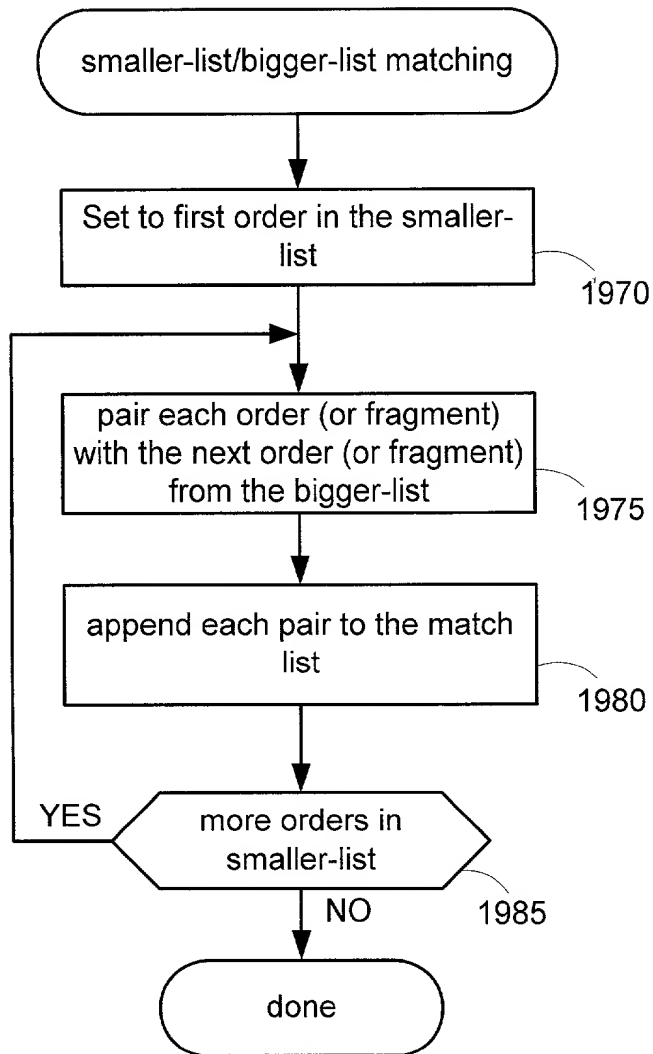 smaller-list/bigger-list matching
Set to first order in the smaller-
list
1970
pair each order (or fragment)
with the next order (or fragment)
from the bigger-list
1975
append each pair to the match
list
1980
YES
more orders in
smaller-list
1985
NO
done